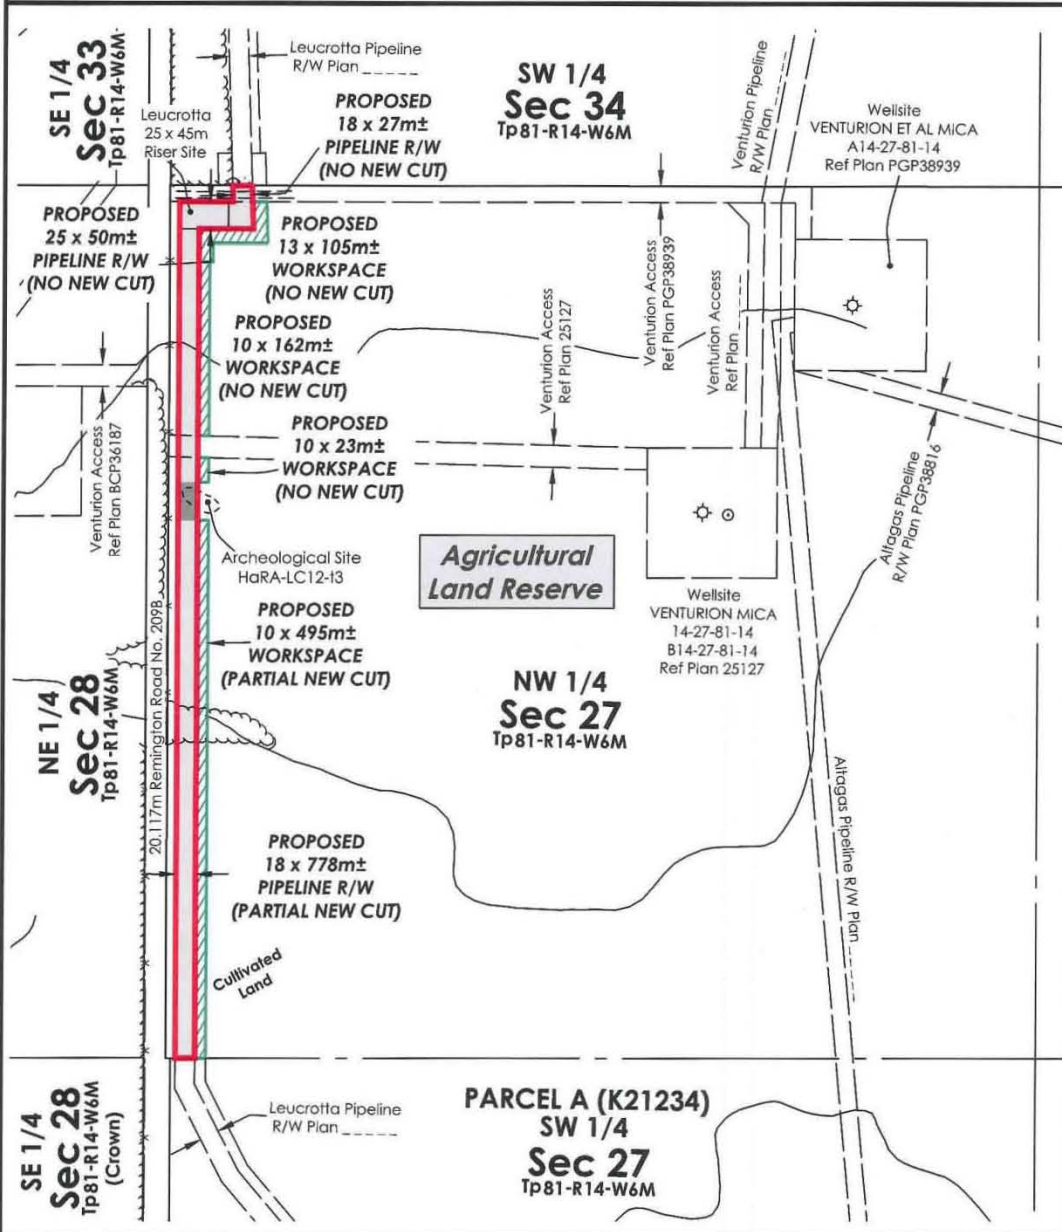 SE 1/4
Sec 33
Tp81-R14-W6M
Leucrotta Pipeline
R/W Plan _____
SW 1/4
Sec 34
Tp81-R14-W6M
Venturion Pipeline
R/W Plan _____
Wellsite
VENTURION ET AL MICA
A14-27-81-14
Ref Plan PGP38939
Leucrotta
25 x 45m
Riser Site
PROPOSED
18 x 27m±
PIPELINE R/W
(NO NEW CUT)
PROPOSED
25 x 50m±
PIPELINE R/W
(NO NEW CUT)
PROPOSED
13 x 105m±
WORKSPACE
(NO NEW CUT)
PROPOSED
10 x 162m±
WORKSPACE
(NO NEW CUT)
PROPOSED
10 x 23m±
WORKSPACE
(NO NEW CUT)
Venturion Access
Ref Plan 25127
Venturion Access
Ref Plan PGP38939
Venturion Access
Ref Plan _____
Venturion Access
Ref Plan BCP36187
Altagas Pipeline
R/W Plan PGP38816
Archeological Site
HaRA-LC12-t3
Agricultural
Land Reserve
Wellsite
VENTURION MICA
14-27-81-14
B14-27-81-14
Ref Plan 25127
PROPOSED
10 x 495m±
WORKSPACE
(PARTIAL NEW CUT)
20.117m Remington Road No. 209B
NE 1/4
Sec 28
Tp81-R14-W6M
NW 1/4
Sec 27
Tp81-R14-W6M
PROPOSED
18 x 778m±
PIPELINE R/W
(PARTIAL NEW CUT)
Altagas Pipeline R/W Plan _____
Cultivated
Land
SE 1/4
Sec 28
Tp81-R14-W6M
(Crown)
Leucrotta Pipeline
R/W Plan _____
PARCEL A (K21234)
SW 1/4
Sec 27
Tp81-R14-W6M